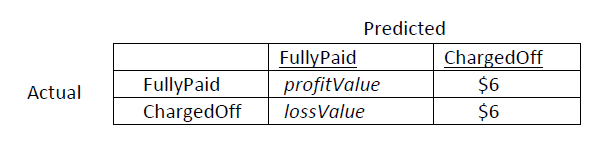 Predicted
FullyPaid ChargedOff
Actual
FullyPaid profitValue $6
ChargedOff lossValue $6